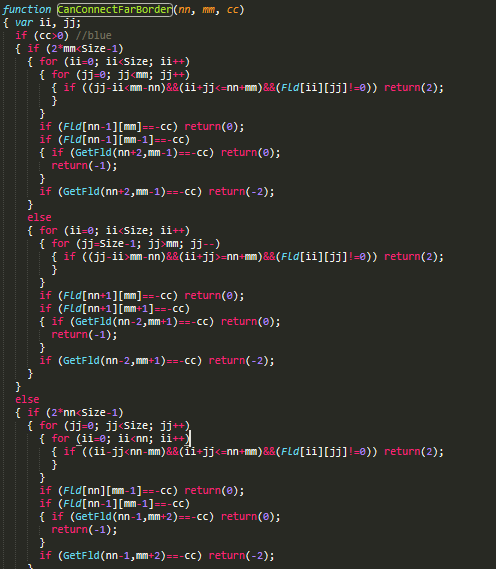 function CanConnectFarBorder(nn, mm, cc)
{ var ii, jj;
  if (cc>0) //blue
  { if (2*mm<Size-1)
    { for (ii=0; ii<Size; ii++)
      { for (jj=0; jj<mm; jj++)
        { if ((jj-ii<mm-nn)&&(ii+jj<=nn+mm)&&(Fld[ii][jj]!=0)) return(2);
        }
      }
      if (Fld[nn-1][mm]==-cc) return(0);
      if (Fld[nn-1][mm-1]==-cc)
      { if (GetFld(nn+2,mm-1)==-cc) return(0);
        return(-1);
      }
      if (GetFld(nn+2,mm-1)==-cc) return(-2);
    }
    else
    { for (ii=0; ii<Size; ii++)
      { for (jj=Size-1; jj>mm; jj--)
        { if ((jj-ii>mm-nn)&&(ii+jj>=nn+mm)&&(Fld[ii][jj]!=0)) return(2);
        }
      }
      if (Fld[nn+1][mm]==-cc) return(0);
      if (Fld[nn+1][mm+1]==-cc)
      { if (GetFld(nn-2,mm+1)==-cc) return(0);
        return(-1);
      }
      if (GetFld(nn-2,mm+1)==-cc) return(-2);
    }
  }
  else
  { if (2*nn<Size-1)
    { for (jj=0; jj<Size; jj++)
      { for (ii=0; ii<nn; ii++)
        { if ((ii-jj<nn-mm)&&(ii+jj<=nn+mm)&&(Fld[ii][jj]!=0)) return(2);
        }
      }
      if (Fld[nn][mm-1]==-cc) return(0);
      if (Fld[nn-1][mm-1]==-cc)
      { if (GetFld(nn-1,mm+2)==-cc) return(0);
        return(-1);
      }
      if (GetFld(nn-1,mm+2)==-cc) return(-2);
    }